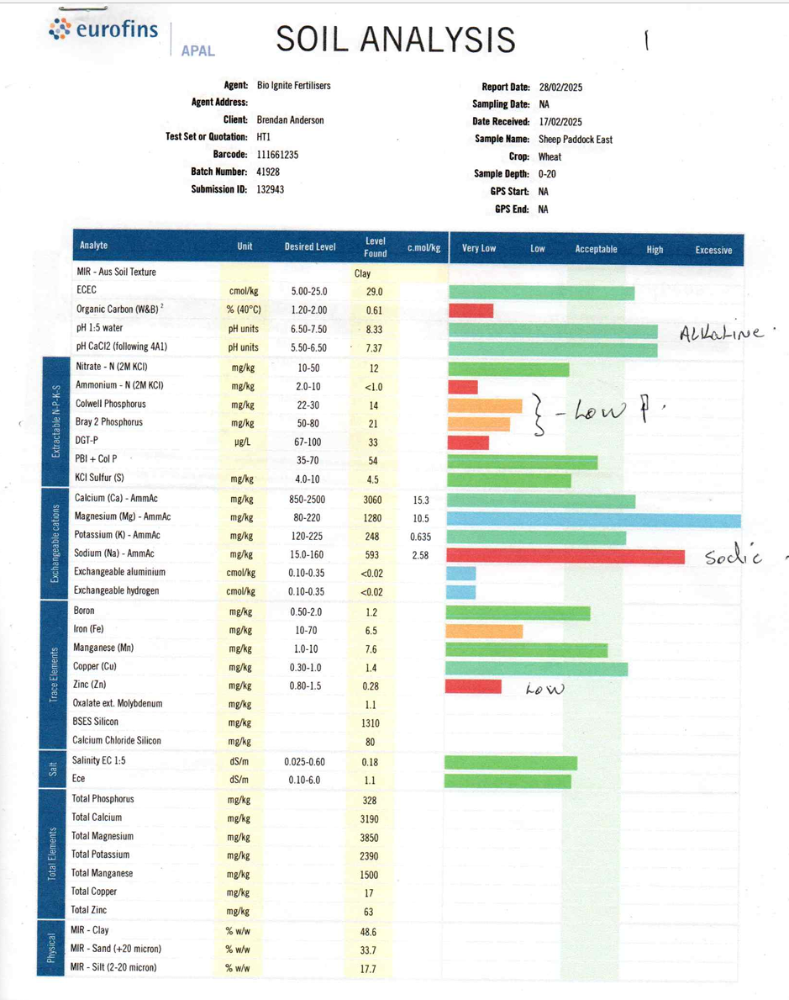 eurofins
APAL
SOIL ANALYSIS
1
Agent: Bio Ignite Fertilisers
Agent Address:
Client: Brendan Anderson
Test Set or Quotation: HT1
Barcode: 111661235
Batch Number: 41928
Submission ID: 132943
Report Date: 28/02/2025
Sampling Date: NA
Date Received: 17/02/2025
Sample Name: Sheep Paddock East
Crop: Wheat
Sample Depth: 0-20
GPS Start: NA
GPS End: NA
Analyte Unit Desired Level Level Found c.mol/kg Very Low Low Acceptable High Excessive
MIR - Aus Soil Texture Clay
ECEC cmol/kg 5.00-25.0 29.0
Organic Carbon (W&B) 2 % (40°C) 1.20-2.00 0.61
pH 1:5 water pH units 6.50-7.50 8.33 Alkaline
pH CaCl2 (following 4A1) pH units 5.50-6.50 7.37
Extractable N-P-K-S
Nitrate - N (2M KCl) mg/kg 10-50 12
Ammonium - N (2M KCl) mg/kg 2.0-10 <1.0
Colwell Phosphorus mg/kg 22-30 14 } - Low P.
Bray 2 Phosphorus mg/kg 50-80 21
DGT-P µg/L 67-100 33
PBI + Col P 35-70 54
KCl Sulfur (S) mg/kg 4.0-10 4.5
Exchangeable cations
Calcium (Ca) - AmmAc mg/kg 850-2500 3060 15.3
Magnesium (Mg) - AmmAc mg/kg 80-220 1280 10.5
Potassium (K) - AmmAc mg/kg 120-225 248 0.635
Sodium (Na) - AmmAc mg/kg 15.0-160 593 2.58 Sodic
Exchangeable aluminium cmol/kg 0.10-0.35 <0.02
Exchangeable hydrogen cmol/kg 0.10-0.35 <0.02
Trace Elements
Boron mg/kg 0.50-2.0 1.2
Iron (Fe) mg/kg 10-70 6.5
Manganese (Mn) mg/kg 1.0-10 7.6
Copper (Cu) mg/kg 0.30-1.0 1.4
Zinc (Zn) mg/kg 0.80-1.5 0.28 Low
Oxalate ext. Molybdenum mg/kg 1.1
BSES Silicon mg/kg 1310
Calcium Chloride Silicon mg/kg 80
Salt
Salinity EC 1:5 dS/m 0.025-0.60 0.18
Ece dS/m 0.10-6.0 1.1
Total Elements
Total Phosphorus mg/kg 328
Total Calcium mg/kg 3190
Total Magnesium mg/kg 3850
Total Potassium mg/kg 2390
Total Manganese mg/kg 1500
Total Copper mg/kg 17
Total Zinc mg/kg 63
Physical
MIR - Clay % w/w 48.6
MIR - Sand (+20 micron) % w/w 33.7
MIR - Silt (2-20 micron) % w/w 17.7